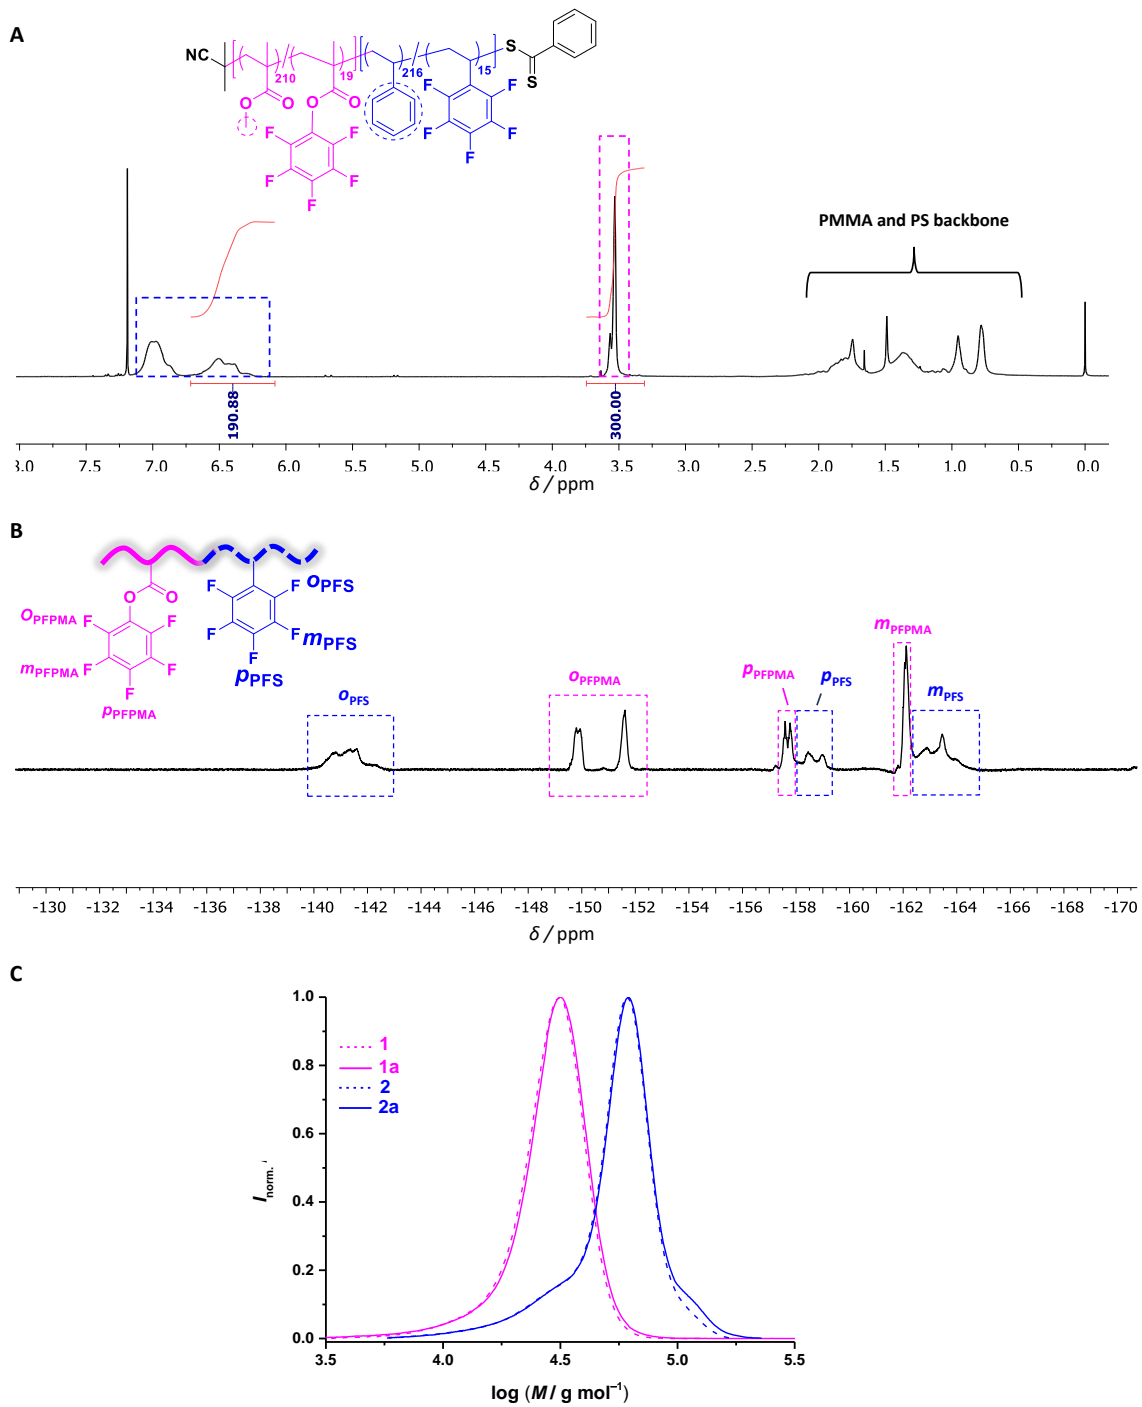 A
NC
210
19
216
15
S
S
O
O
O
O
F
F
F
F
F
F
F
F
F
F
PMMA and PS backbone
190.88
300.00
8.0 7.5 7.0 6.5 6.0 5.5 5.0 4.5 4.0 3.5 3.0 2.5 2.0 1.5 1.0 0.5 0.0
δ / ppm
B
O
O
F
F
F
F
F
F
F
F
F
F
oPFS
mPFS
pPFS
OPFPMA
mPFPMA
pPFPMA
oPFS
oPFPMA
pPFPMA
pPFS
mPFPMA
mPFS
-130 -132 -134 -136 -138 -140 -142 -144 -146 -148 -150 -152 -154 -156 -158 -160 -162 -164 -166 -168 -170
δ / ppm
C
1
1a
2
2a
1.0
0.8
0.6
0.4
0.2
0.0
Inorm.
3.5 4.0 4.5 5.0 5.5
log (M / g mol⁻¹)